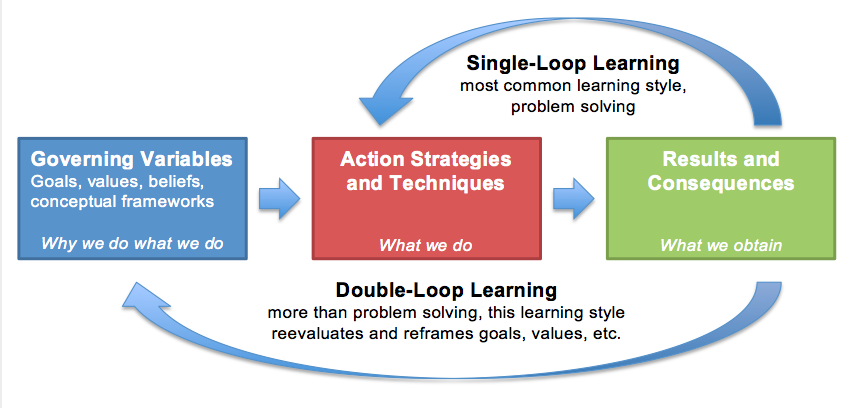 Single-Loop Learning
most common learning style,
problem solving
Governing Variables
Goals, values, beliefs,
conceptual frameworks
Why we do what we do
Action Strategies
and Techniques
What we do
Results and
Consequences
What we obtain
Double-Loop Learning
more than problem solving, this learning style
reevaluates and reframes goals, values, etc.